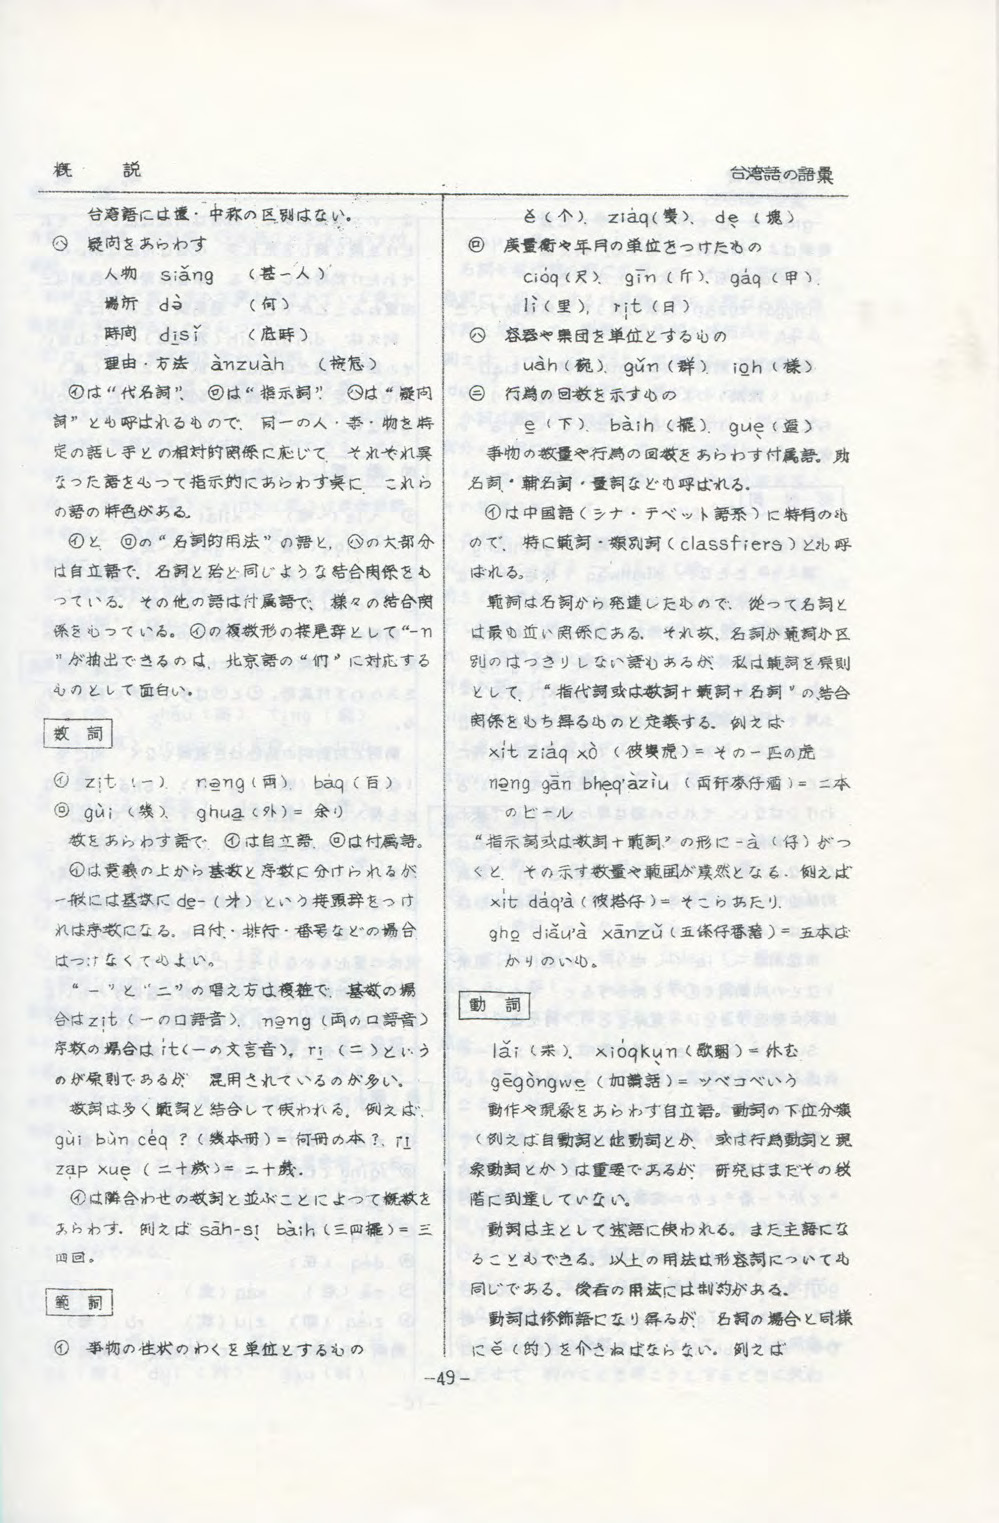 概　説
台湾語の語彙
台湾語には遠・中称の区別はない。
㋩ 疑问をあらわす
人物 siǎng （甚一人）
場所 dà （何）
時间 disǐ （底時）
理由・方法 ànzuàh （按怎）
㋑は“代名詞”、㋺は“指示詞”、㋩は“疑问
詞”とも呼ばれるもので、同一の人・事・物を特
定の話し手との相対的関係に応じて、それぞれ異
なった語をもって指示的にあらわす奌に、これら
の語の特色がある。
㋑と、㋺の“名詞的用法”の語と、㋩の大部分
は自立語で、名詞と殆と同じような結合関係をも
っている。その他の語は付属語で、様々の結合関
係をもっている。㋑の複数形の接尾辞として“-n
”が抽出できるのは、北京語の“们”に対応する
ものとして面白い。
数詞
㋑ zi̍t（一）、nəng（両）、bāq（百）
㋺ gùi（幾）、ghua（外）= 余り
数をあらわす語で、㋑は自立語、㋺は付属語。
㋑は意義の上から基数と序数に分けられるが
一般には基数に de-（才）という接頭辞をつけ
れば序数になる。日付・排行・番号などの場合
はつけなくてもよい。
“一”と“二”の唱え方は複雑で、基数の場
合はzi̍t（一の口語音）、nəng（両の口語音）
序数の場合はit（一の文言音）、ri（二）という
のが原則であるが、混用されているのが多い。
数詞は多く範詞と結合して使われる。例えば、
gùi bùn céq ?（幾本冊）= 何冊の本？、ri
zap xuè （二十歳）= 二十歳。
㋑は隣合わせの数詞と並ぶことによって概数を
あらわす。例えば sāh-sì bàih（三四擺）= 三
四回。
範詞
㋑ 事物の性状のわくを単位とするもの
ě（个）、ziàq（隻）、de（塊）
㋺ 度量衡や年月の単位をつけたもの
cióq（尺）、gīn（斤）、gáq（甲）、
lì（里）、ri̍t（日）
㋩ 容器や集団を単位とするもの
uàh（碗）、gǔn（群）、ioh（様）
㊁ 行為の回数を示すもの
e（下）、bàih（擺）、gue（過）
事物の数量や行為の回数をあらわす付属語。助
名詞・輔名詞・量詞なども呼ばれる。
㋑は中国語（シナ・チベット語系）に特有のも
ので、特に範詞・類別詞（classfiers）とも呼
ばれる。
範詞は名詞から発達したもので、従って名詞と
は最も近い関係にある。それ故、名詞か範詞か区
別のはっきりしない語もあるが、私は範詞を原則
として、“指代詞或は数詞＋範詞＋名詞”の結合
関係をもち得るものと定義する。例えば
xi̍t ziáq xò （彼隻虎）= その一匹の虎
nəng gān bheq'àziù （両矸麥仔酒）= 二本
のビール
“指示詞或は数詞＋範詞”の形に -à（仔）がつ
くと、その示す数量や範囲が漠然となる。例えば
xit dáqà（彼搭仔）= そこらあたり、
gho diǎu'à xānzǔ（五條仔番薯）= 五本ば
かりのいも。
動詞
lǎi（来）、xióqkun（歇睏）= 休む
gēgòngwe（加講話）= ツベコベいう
動作や現象をあらわす自立語。動詞の下位分類
（例えば自動詞と他動詞とか、或は行為動詞と現
象動詞とか）は重要であるが、研究はまだその段
階に到達していない。
動詞は主として述語に使われる。また主語にな
ることもできる。以上の用法は形容詞についても
同じである。後者の用法には制約がある。
動詞は修飾語になり得るが、名詞の場合と同様
にě（的）を介さねばならない。例えば
-49-